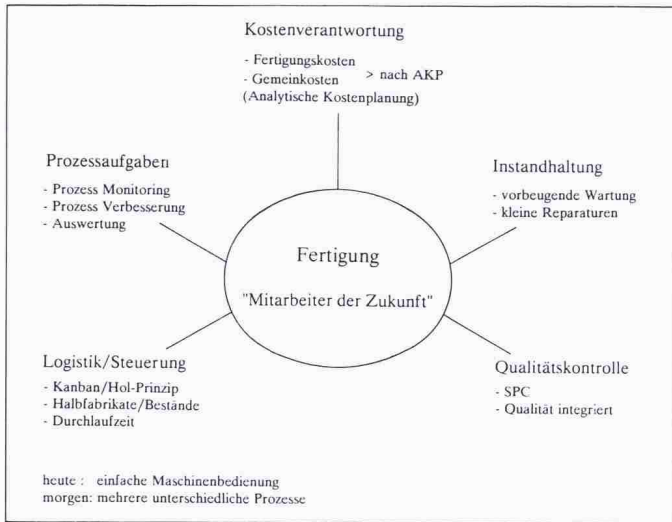 Kostenverantwortung
- Fertigungskosten
- Gemeinkosten > nach AKP
(Analytische Kostenplanung)
Prozessaufgaben
- Prozess Monitoring
- Prozess Verbesserung
- Auswertung
Instandhaltung
- vorbeugende Wartung
- kleine Reparaturen
Fertigung
"Mitarbeiter der Zukunft"
Logistik/Steuerung
- Kanban/Hol-Prinzip
- Halbfabrikate/Bestände
- Durchlaufzeit
Qualitätskontrolle
- SPC
- Qualität integriert
heute : einfache Maschinenbedienung
morgen: mehrere unterschiedliche Prozesse